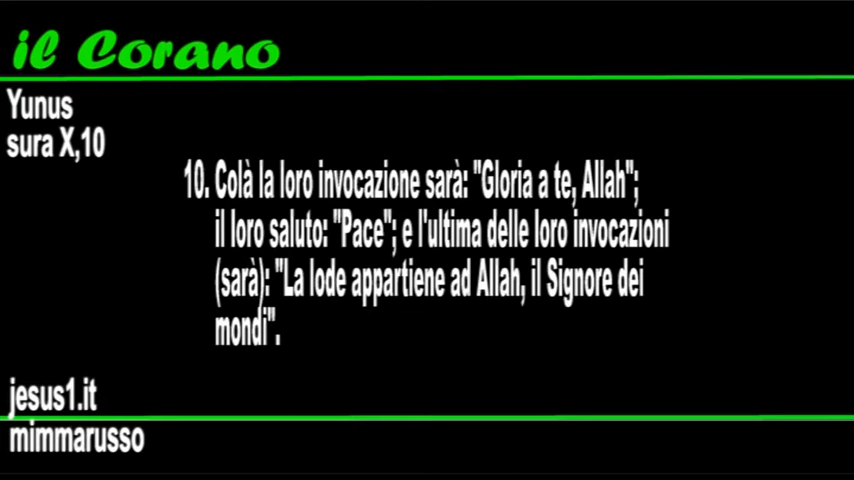 il Corano
Yunus
sura X,10
10. Colà la loro invocazione sarà: "Gloria a te, Allah";
il loro saluto: "Pace"; e l'ultima delle loro invocazioni
(sarà): "La lode appartiene ad Allah, il Signore dei
mondi".
jesus1.it
mimmarusso